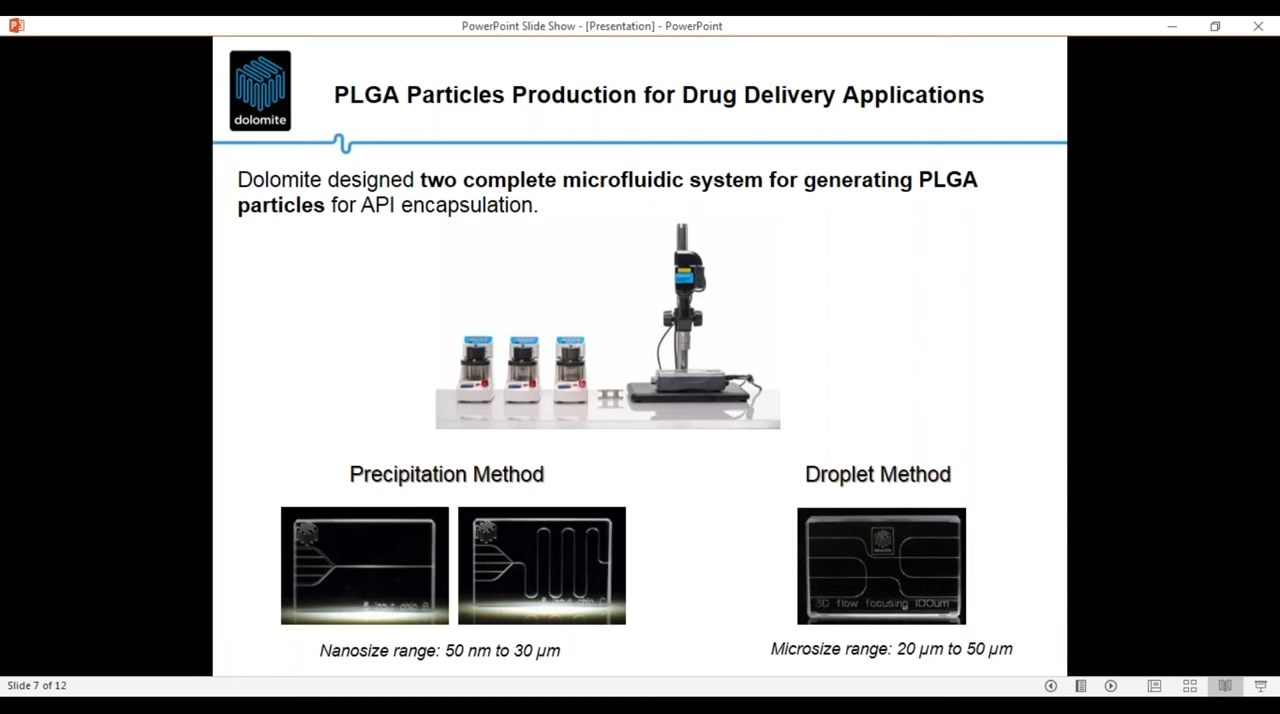 PowerPoint Slide Show - [Presentation] - PowerPoint
dolomite
PLGA Particles Production for Drug Delivery Applications
Dolomite designed two complete microfluidic system for generating PLGA
particles for API encapsulation.
Precipitation Method
Droplet Method
3D flow focusing 100um
Nanosize range: 50 nm to 30 µm
Microsize range: 20 µm to 50 µm
Slide 7 of 12